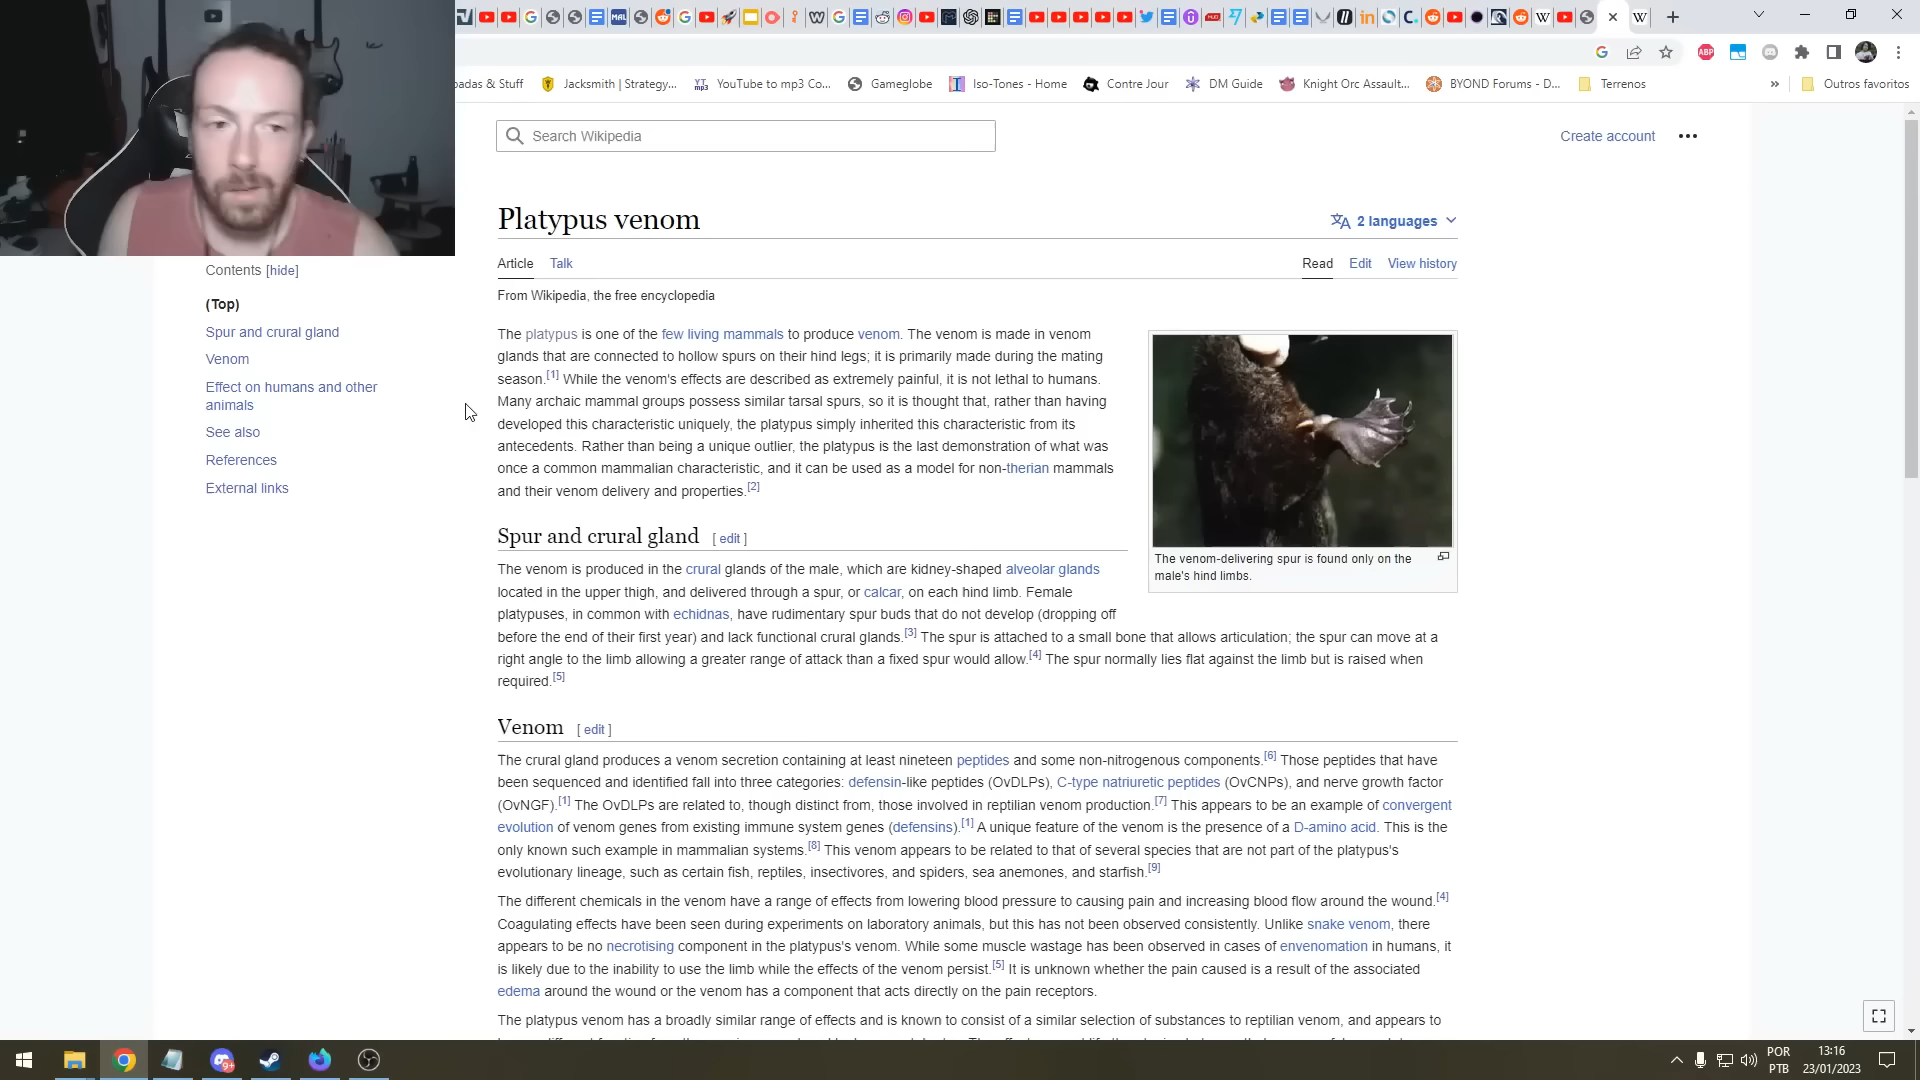 padas & Stuff
Jacksmith | Strategy...
YouTube to mp3 Co...
Gameglobe
Iso-Tones - Home
Contre Jour
DM Guide
Knight Orc Assault...
BYOND Forums - D...
Terrenos
»
Outros favoritos
Search Wikipedia
Create account
Platypus venom
2 languages
Article Talk
Read Edit View history
From Wikipedia, the free encyclopedia
Contents [hide]
(Top)
Spur and crural gland
Venom
Effect on humans and other
animals
See also
References
External links
The platypus is one of the few living mammals to produce venom. The venom is made in venom
glands that are connected to hollow spurs on their hind legs; it is primarily made during the mating
season.[1] While the venom's effects are described as extremely painful, it is not lethal to humans.
Many archaic mammal groups possess similar tarsal spurs, so it is thought that, rather than having
developed this characteristic uniquely, the platypus simply inherited this characteristic from its
antecedents. Rather than being a unique outlier, the platypus is the last demonstration of what was
once a common mammalian characteristic, and it can be used as a model for non-therian mammals
and their venom delivery and properties.[2]
The venom-delivering spur is found only on the
male's hind limbs.
Spur and crural gland [ edit ]
The venom is produced in the crural glands of the male, which are kidney-shaped alveolar glands
located in the upper thigh, and delivered through a spur, or calcar, on each hind limb. Female
platypuses, in common with echidnas, have rudimentary spur buds that do not develop (dropping off
before the end of their first year) and lack functional crural glands.[3] The spur is attached to a small bone that allows articulation; the spur can move at a
right angle to the limb allowing a greater range of attack than a fixed spur would allow.[4] The spur normally lies flat against the limb but is raised when
required.[5]
Venom [ edit ]
The crural gland produces a venom secretion containing at least nineteen peptides and some non-nitrogenous components.[6] Those peptides that have
been sequenced and identified fall into three categories: defensin-like peptides (OvDLPs), C-type natriuretic peptides (OvCNPs), and nerve growth factor
(OvNGF).[1] The OvDLPs are related to, though distinct from, those involved in reptilian venom production.[7] This appears to be an example of convergent
evolution of venom genes from existing immune system genes (defensins).[1] A unique feature of the venom is the presence of a D-amino acid. This is the
only known such example in mammalian systems.[8] This venom appears to be related to that of several species that are not part of the platypus's
evolutionary lineage, such as certain fish, reptiles, insectivores, and spiders, sea anemones, and starfish.[9]
The different chemicals in the venom have a range of effects from lowering blood pressure to causing pain and increasing blood flow around the wound.[4]
Coagulating effects have been seen during experiments on laboratory animals, but this has not been observed consistently. Unlike snake venom, there
appears to be no necrotising component in the platypus's venom. While some muscle wastage has been observed in cases of envenomation in humans, it
is likely due to the inability to use the limb while the effects of the venom persist.[5] It is unknown whether the pain caused is a result of the associated
edema around the wound or the venom has a component that acts directly on the pain receptors.
The platypus venom has a broadly similar range of effects and is known to consist of a similar selection of substances to reptilian venom, and appears to
POR
PTB
13:16
23/01/2023